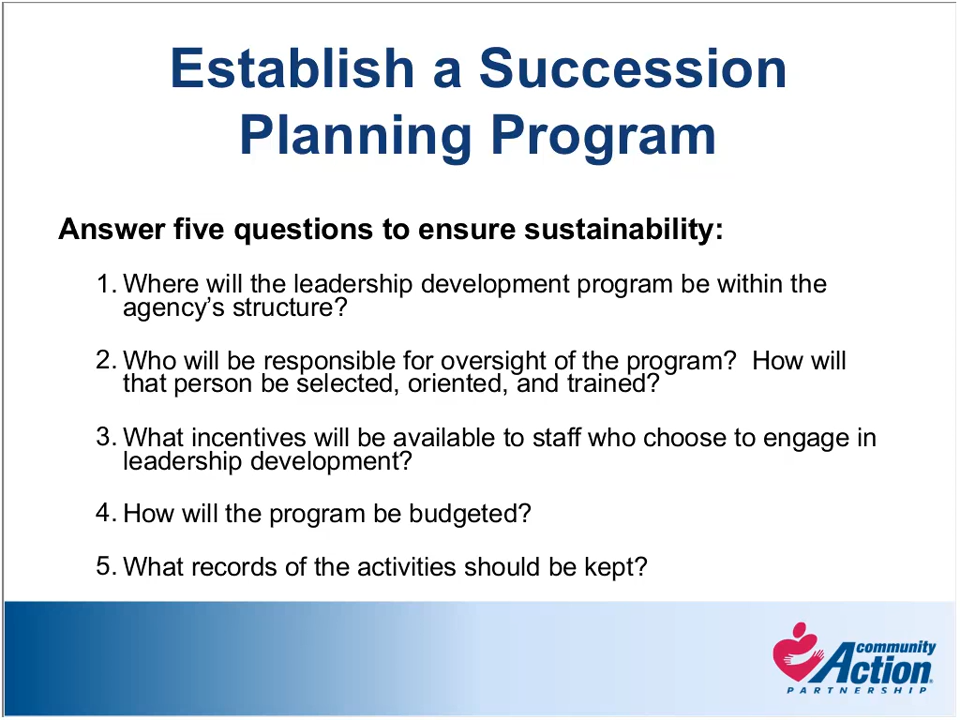 Establish a Succession
Planning Program
Answer five questions to ensure sustainability:
1. Where will the leadership development program be within the
agency’s structure?
2. Who will be responsible for oversight of the program?  How will
that person be selected, oriented, and trained?
3. What incentives will be available to staff who choose to engage in
leadership development?
4. How will the program be budgeted?
5. What records of the activities should be kept?
community
Action®
PARTNERSHIP